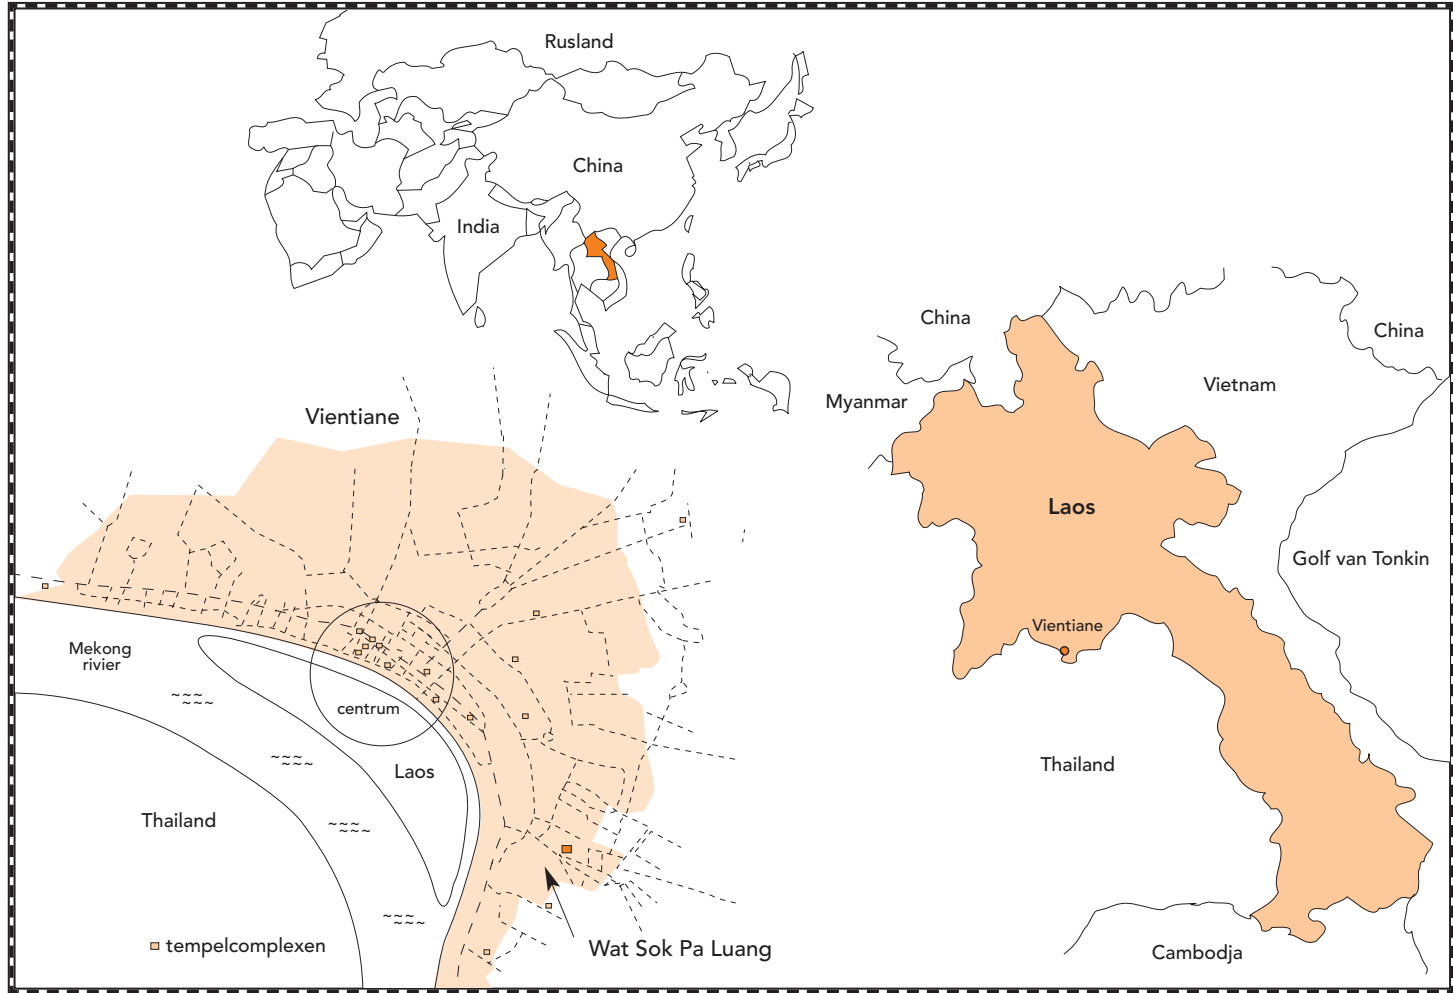 Rusland
China
India
China
China
Vietnam
Myanmar
Vientiane
Laos
Golf van Tonkin
Vientiane
Mekong
rivier
centrum
Laos
Thailand
Thailand
tempelcomplexen
Wat Sok Pa Luang
Cambodja